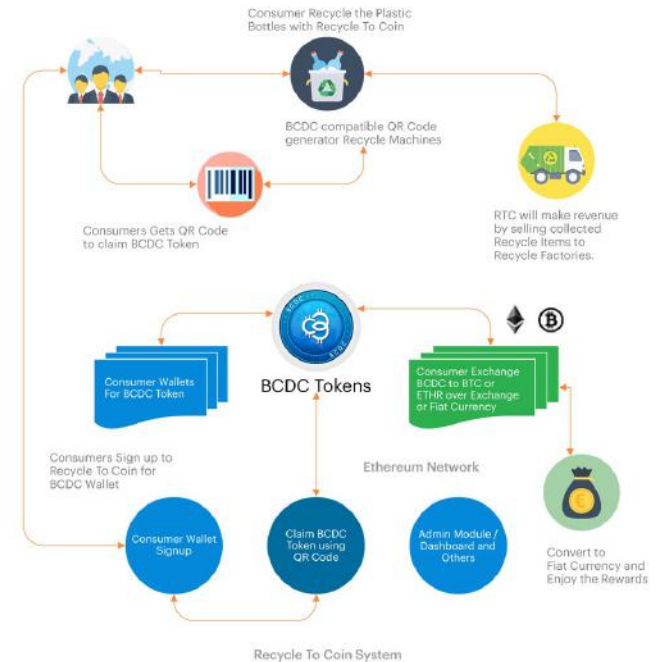 Consumer Recycle the Plastic
Bottles with Recycle To Coin
BCDC compatible QR Code
generator Recycle Machines
Consumers Gets QR Code
to claim BCDC Token
RTC will make revenue
by selling collected
Recycle Items to
Recycle Factories.
BCDC
BCDC
BCDC Tokens
Consumer Wallets
For BCDC Token
Consumer Exchange
BCDC to BTC or
ETHR over Exchange
or Fiat Currency
Consumers Sign up to
Recycle To Coin for
BCDC Wallet
Ethereum Network
Consumer Wallet
Signup
Claim BCDC
Token using
QR Code
Admin Module /
Dashboard and
Others
Convert to
Fiat Currency and
Enjoy the Rewards
Recycle To Coin System